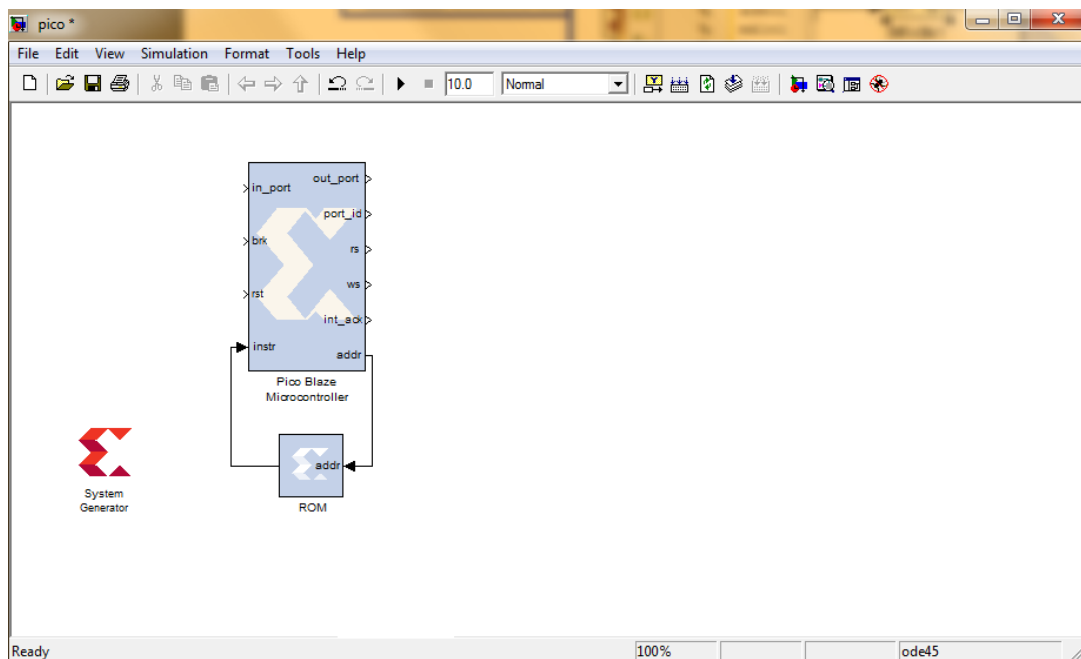 pico *
File Edit View Simulation Format Tools Help
10.0 Normal
in_port
out_port
port_id
brk
rs
ws
rst
int_ack
instr
addr
Pico Blaze
Microcontroller
addr
ROM
System
Generator
Ready 100% ode45